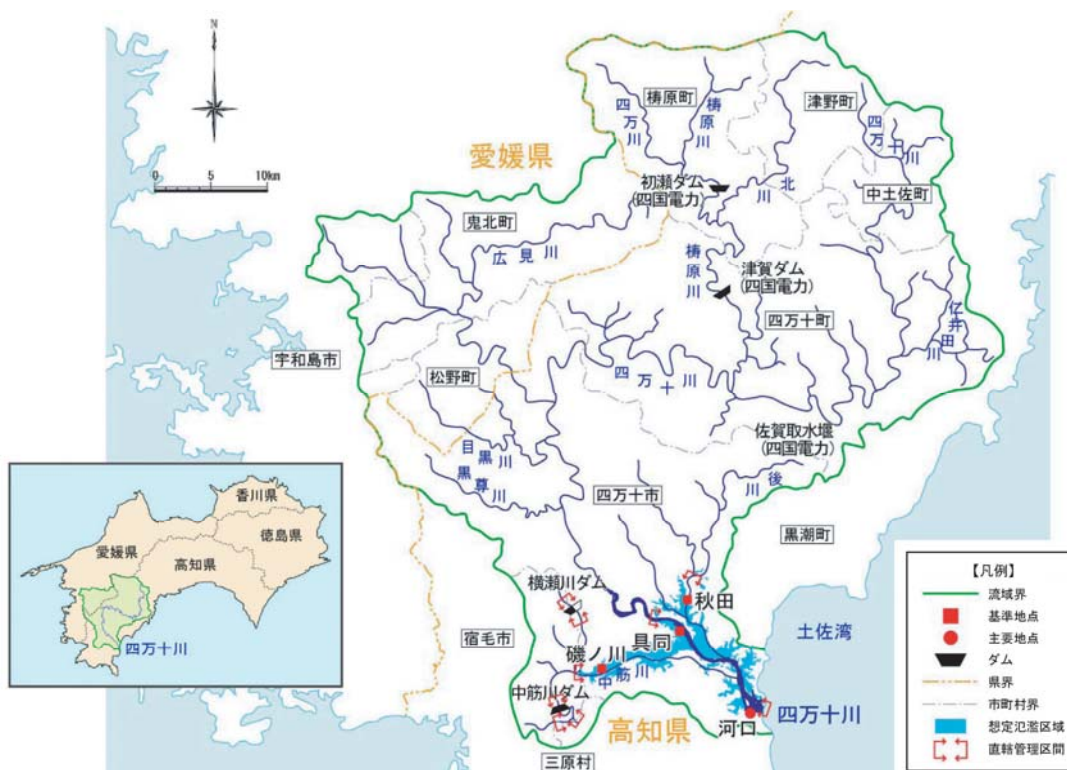 N
0 5 10km
愛媛県
四万川
梼原町
梼原川
津野町
四万十川
初瀬ダム
(四国電力)
北川
中土佐町
鬼北町
広見川
梼原川
津賀ダム
(四国電力)
四万十町
仁井田川
宇和島市
松野町
四万十川
佐賀取水堰
(四国電力)
目黒川
黒尊川
四万十市
後川
黒潮町
横瀬川ダム
秋田
宿毛市
具同
土佐湾
磯ノ川
中筋川
中筋川ダム
四万十川
河口
高知県
三原村
香川県
徳島県
愛媛県
高知県
四万十川
【凡例】
流域界
基準地点
主要地点
ダム
県界
市町村界
想定氾濫区域
直轄管理区間